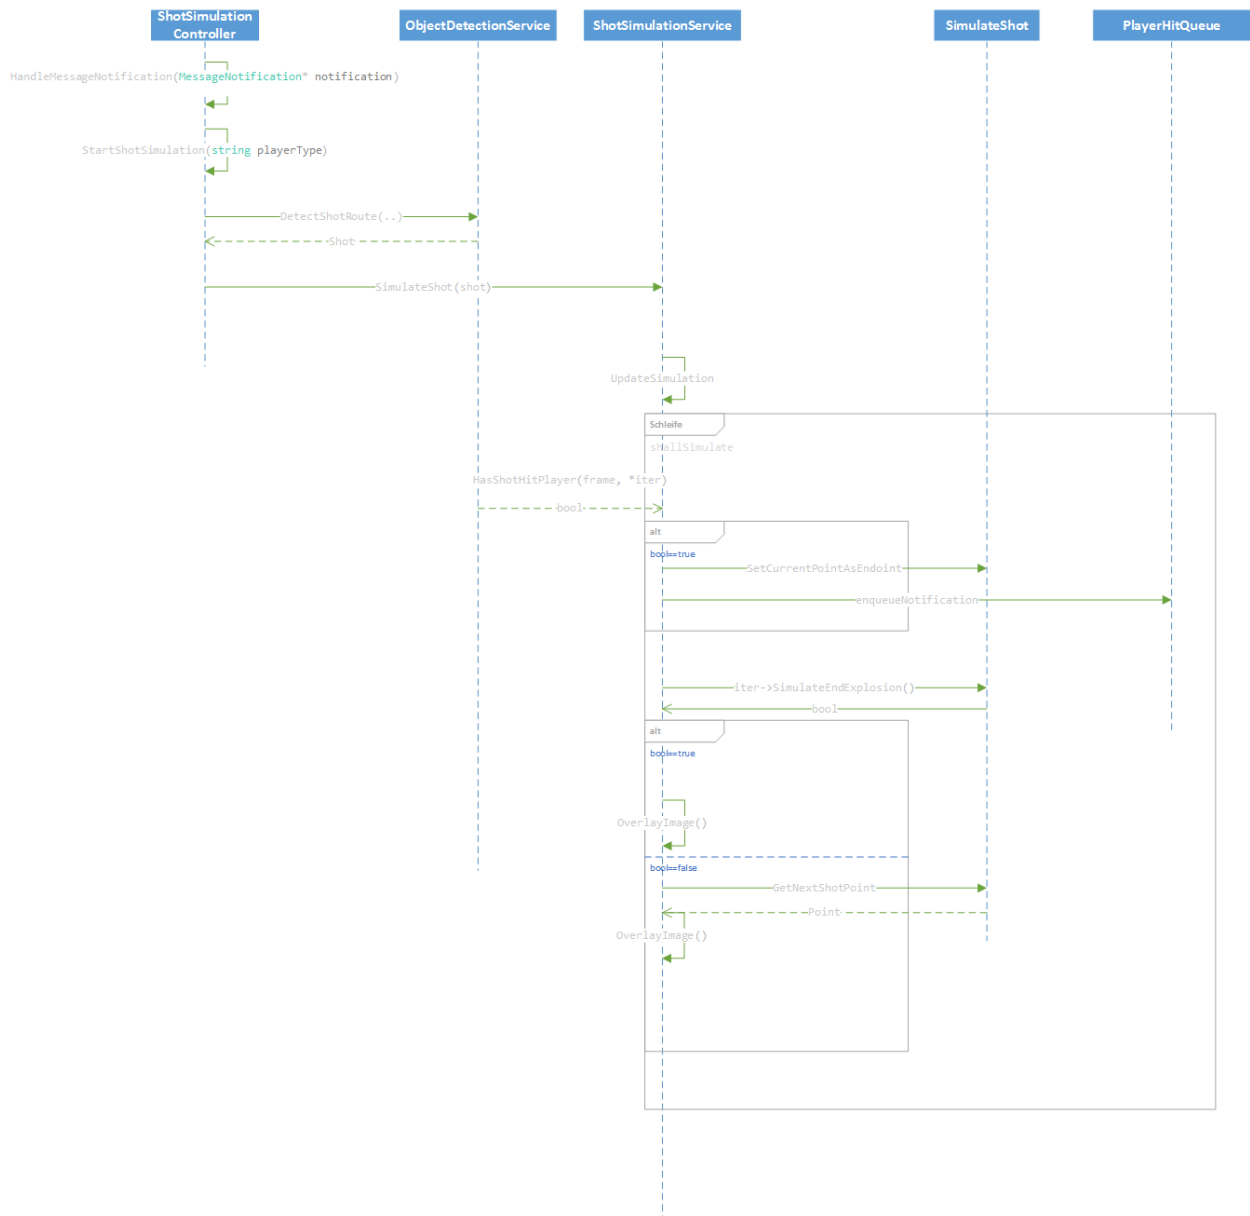 ShotSimulation
Controller
ObjectDetectionService
ShotSimulationService
SimulateShot
PlayerHitQueue
HandleMessageNotification(MessageNotification* notification)
StartShotSimulation(string playerType)
DetectShotRoute(..)
Shot
SimulateShot(shot)
UpdateSimulation
Schleife
shallSimulate
HasShotHitPlayer(frame, *iter)
bool
alt
bool==true
SetCurrentPointAsEndoint
enqueueNotification
iter->SimulateEndExplosion()
bool
alt
bool==true
OverlayImage()
bool==false
GetNextShotPoint
Point
OverlayImage()